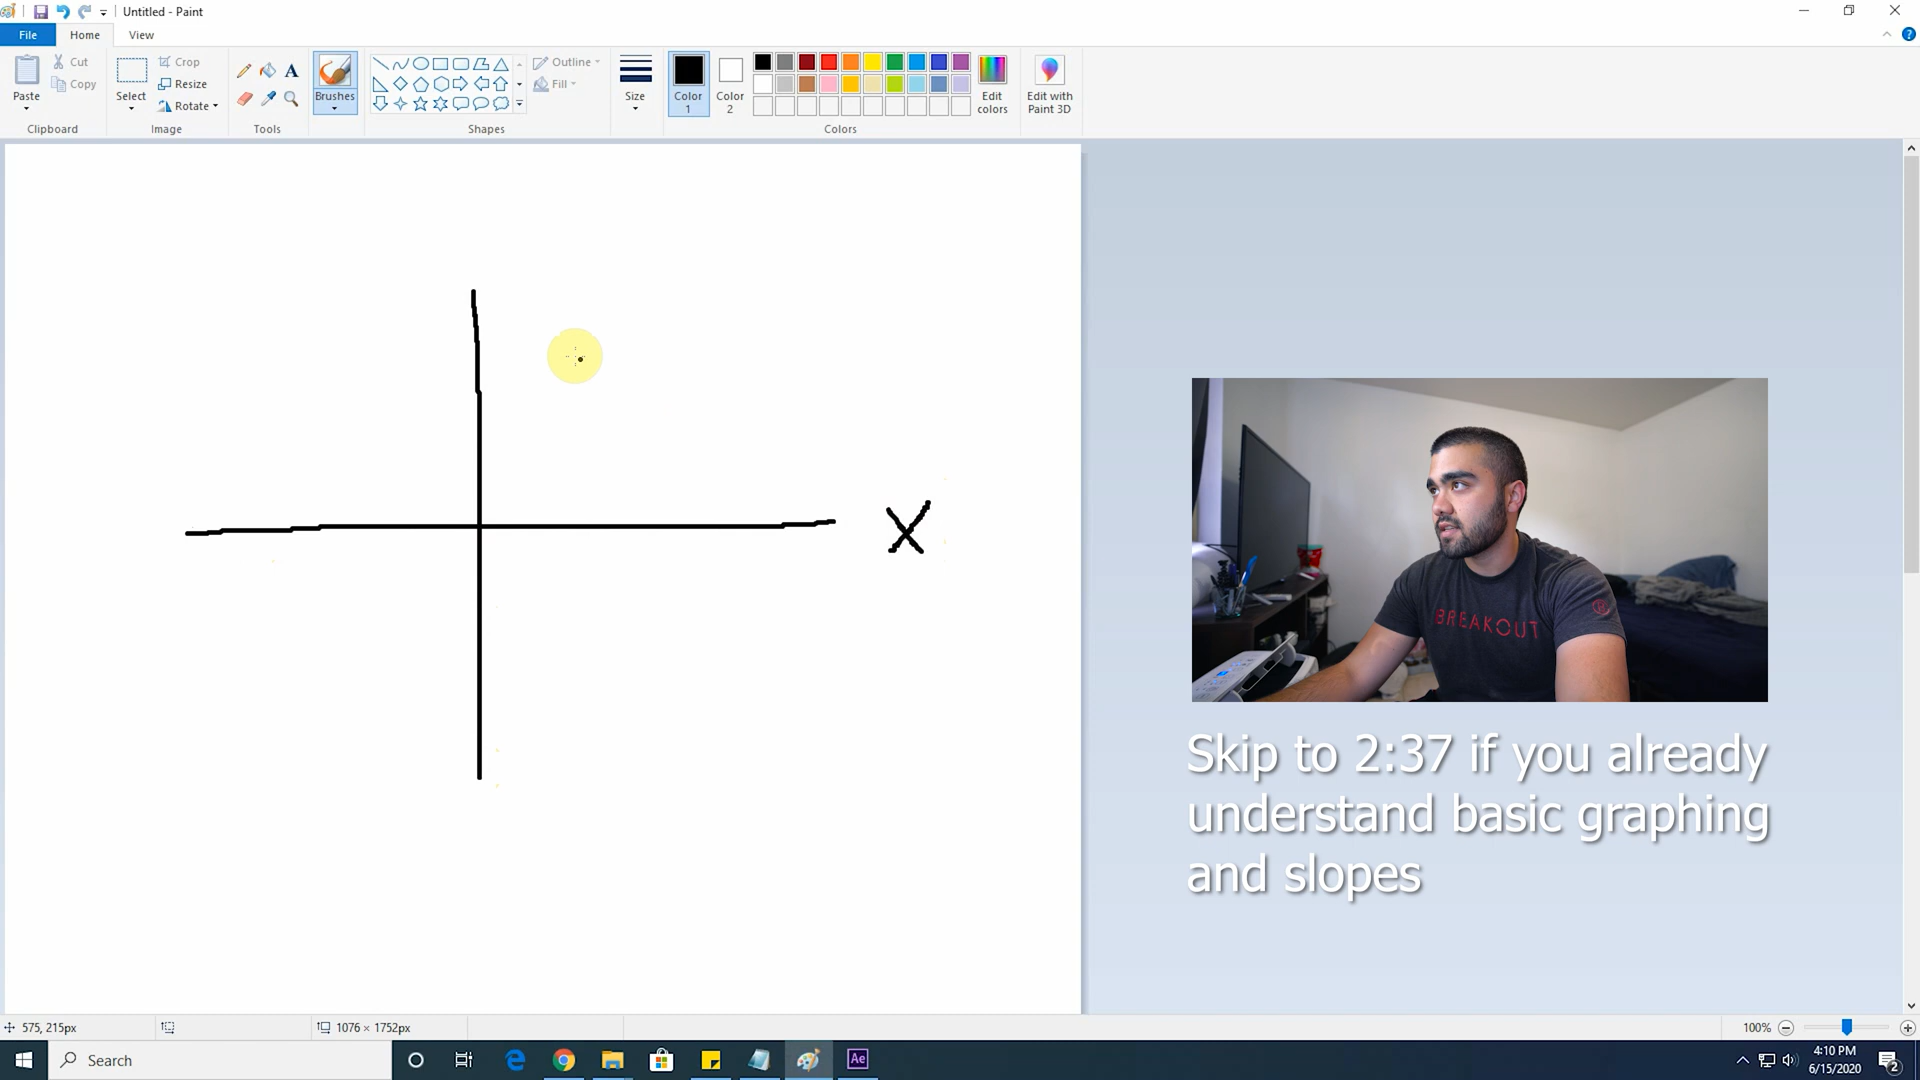 Untitled - Paint
File
Home
View
Paste
Cut
Copy
Clipboard
Select
Crop
Resize
Rotate
Image
A
Tools
Brushes
Outline
Fill
Shapes
Size
Color 1
Color 2
Edit colors
Colors
Edit with Paint 3D
X
BREAKOUT
Skip to 2:37 if you already
understand basic graphing
and slopes
575, 215px
1076 × 1752px
100%
Search
Ae
4:10 PM
6/15/2020
2